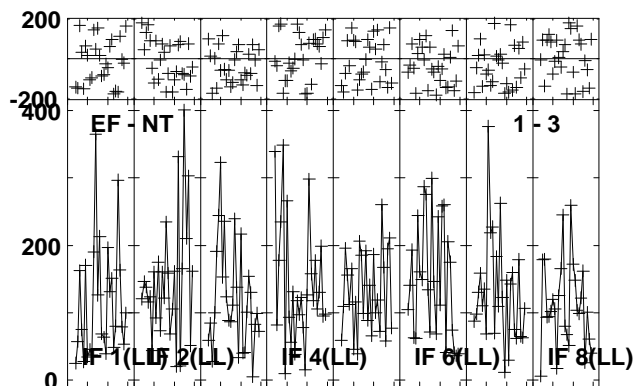 200
-200
400
EF - NT
1 - 3
200
0
IF 1(LL)
IF 2(LL)
IF 4(LL)
IF 6(LL)
IF 8(LL)